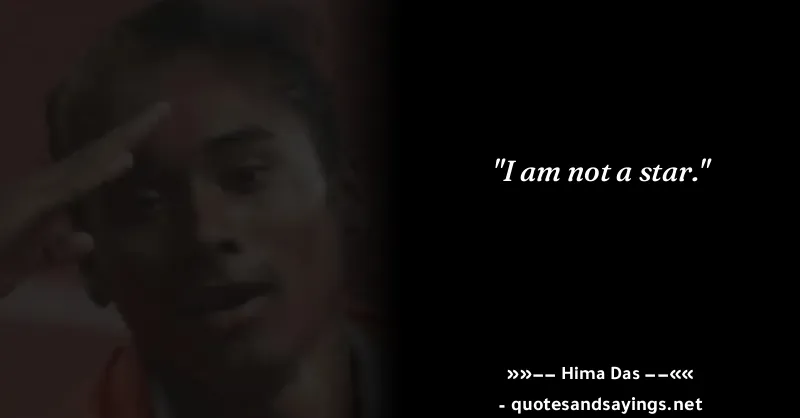 "I am not a star."
»»–– Hima Das ––««
- quotesandsayings.net